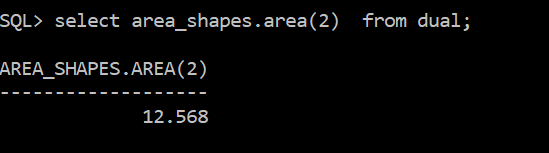 SQL> select area_shapes.area(2)  from dual;
AREA_SHAPES.AREA(2)
-------------------
12.568